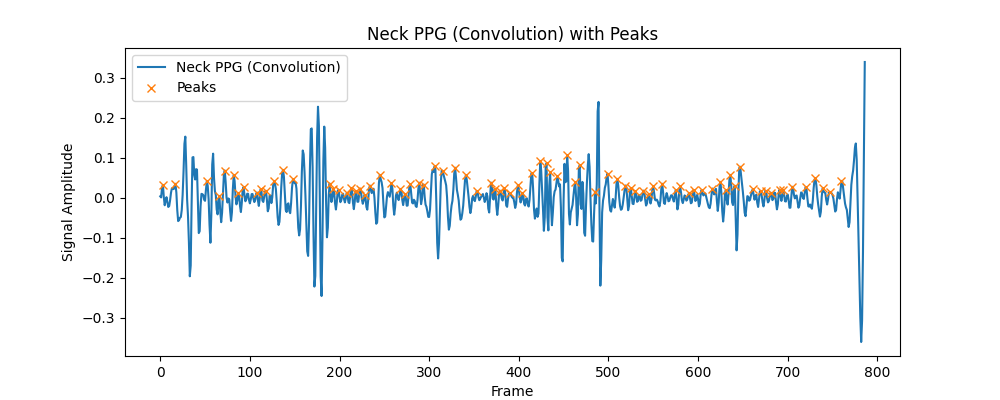 Neck PPG (Convolution) with Peaks
Neck PPG (Convolution)
Peaks
Signal Amplitude
0.3
0.2
0.1
0.0
−0.1
−0.2
−0.3
0 100 200 300 400 500 600 700 800
Frame